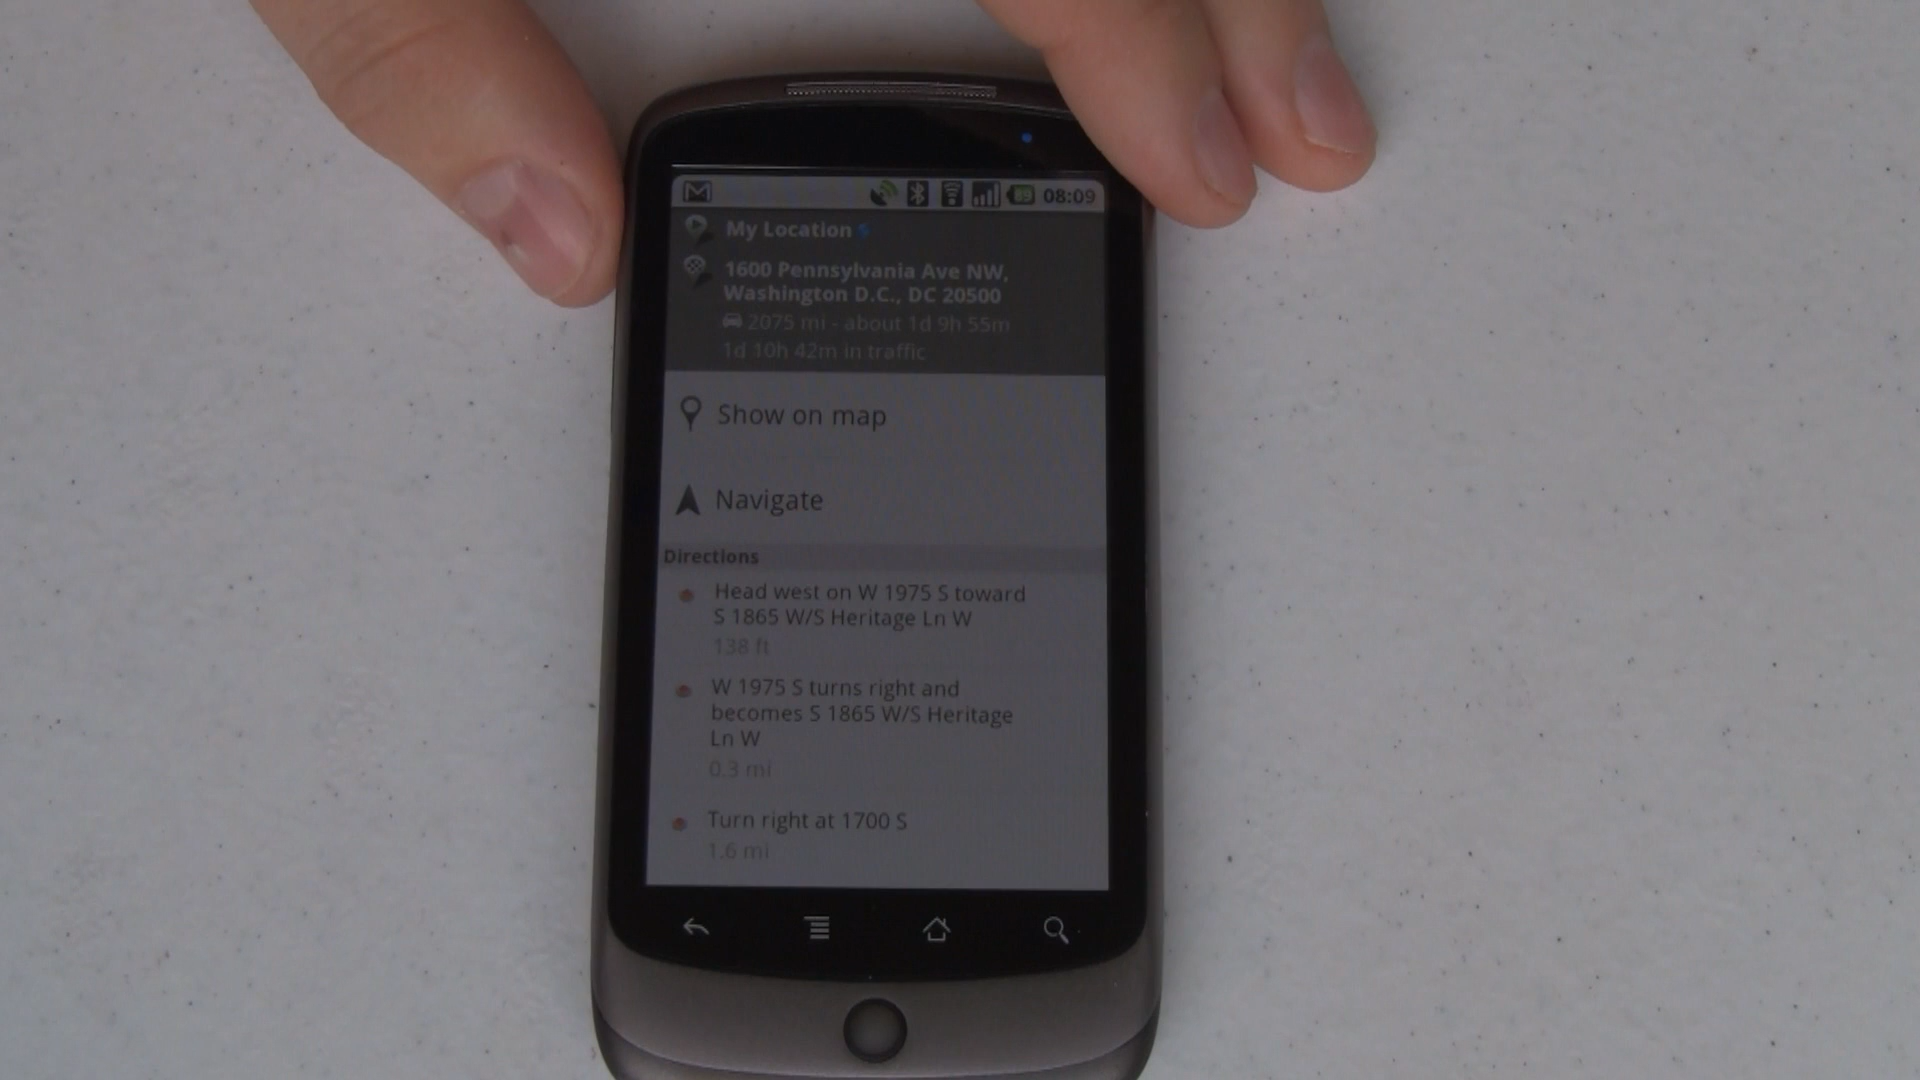 89 08:09
My Location
1600 Pennsylvania Ave NW,
Washington D.C., DC 20500
2075 mi - about 1d 9h 55m
1d 10h 42m in traffic
Show on map
Navigate
Directions
Head west on W 1975 S toward
S 1865 W/S Heritage Ln W
138 ft
W 1975 S turns right and
becomes S 1865 W/S Heritage
Ln W
0.3 mi
Turn right at 1700 S
1.6 mi